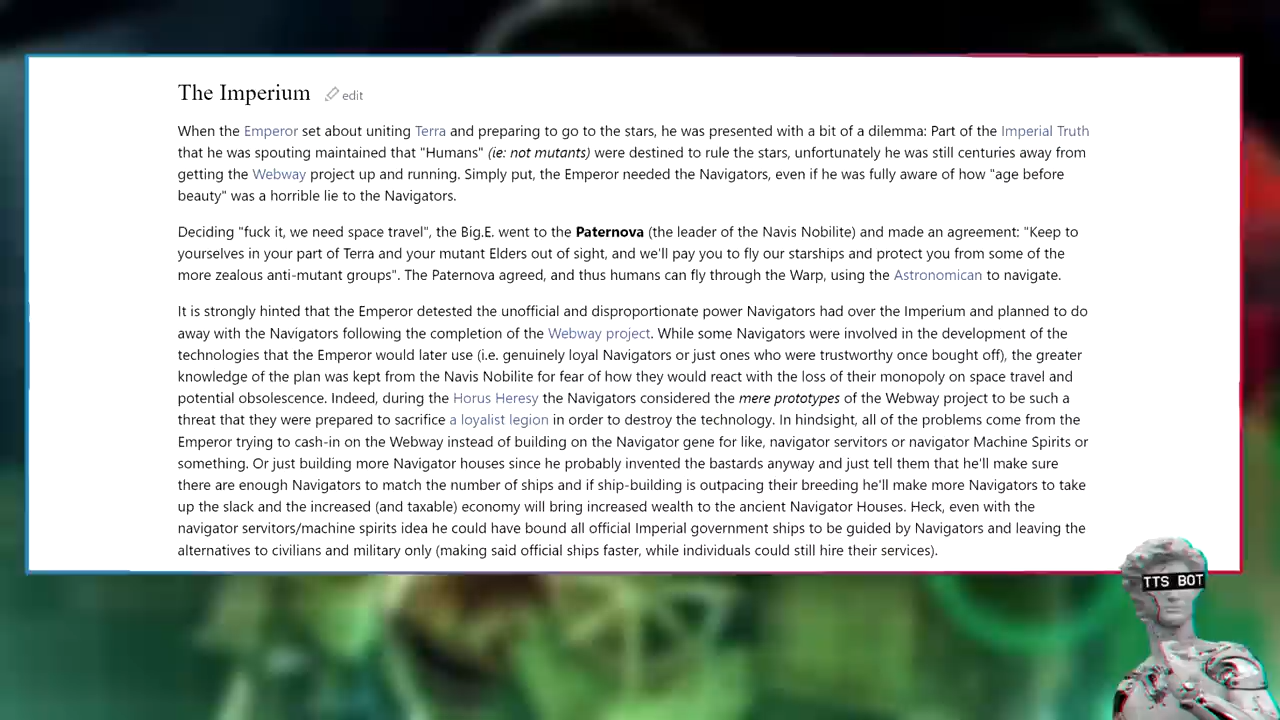 The Imperium edit
When the Emperor set about uniting Terra and preparing to go to the stars, he was presented with a bit of a dilemma: Part of the Imperial Truth
that he was spouting maintained that "Humans" (ie: not mutants) were destined to rule the stars, unfortunately he was still centuries away from
getting the Webway project up and running. Simply put, the Emperor needed the Navigators, even if he was fully aware of how "age before
beauty" was a horrible lie to the Navigators.
Deciding "fuck it, we need space travel", the Big.E. went to the Paternova (the leader of the Navis Nobilite) and made an agreement: "Keep to
yourselves in your part of Terra and your mutant Elders out of sight, and we'll pay you to fly our starships and protect you from some of the
more zealous anti-mutant groups". The Paternova agreed, and thus humans can fly through the Warp, using the Astronomican to navigate.
It is strongly hinted that the Emperor detested the unofficial and disproportionate power Navigators had over the Imperium and planned to do
away with the Navigators following the completion of the Webway project. While some Navigators were involved in the development of the
technologies that the Emperor would later use (i.e. genuinely loyal Navigators or just ones who were trustworthy once bought off), the greater
knowledge of the plan was kept from the Navis Nobilite for fear of how they would react with the loss of their monopoly on space travel and
potential obsolescence. Indeed, during the Horus Heresy the Navigators considered the mere prototypes of the Webway project to be such a
threat that they were prepared to sacrifice a loyalist legion in order to destroy the technology. In hindsight, all of the problems come from the
Emperor trying to cash-in on the Webway instead of building on the Navigator gene for like, navigator servitors or navigator Machine Spirits or
something. Or just building more Navigator houses since he probably invented the bastards anyway and just tell them that he'll make sure
there are enough Navigators to match the number of ships and if ship-building is outpacing their breeding he'll make more Navigators to take
up the slack and the increased (and taxable) economy will bring increased wealth to the ancient Navigator Houses. Heck, even with the
navigator servitors/machine spirits idea he could have bound all official Imperial government ships to be guided by Navigators and leaving the
alternatives to civilians and military only (making said official ships faster, while individuals could still hire their services).
TTS BOT